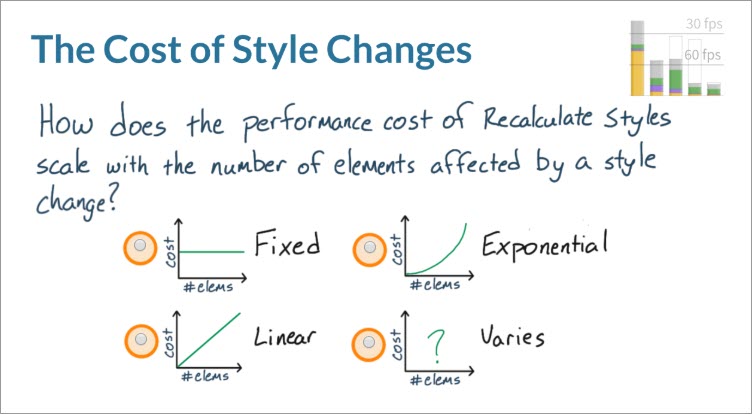 The Cost of Style Changes
30 fps
60 fps
How does the performance cost of Recalculate Styles
scale with the number of elements affected by a style
change?
cost
#elems
Fixed
cost
#elems
Exponential
cost
#elems
Linear
cost
?
#elems
Varies